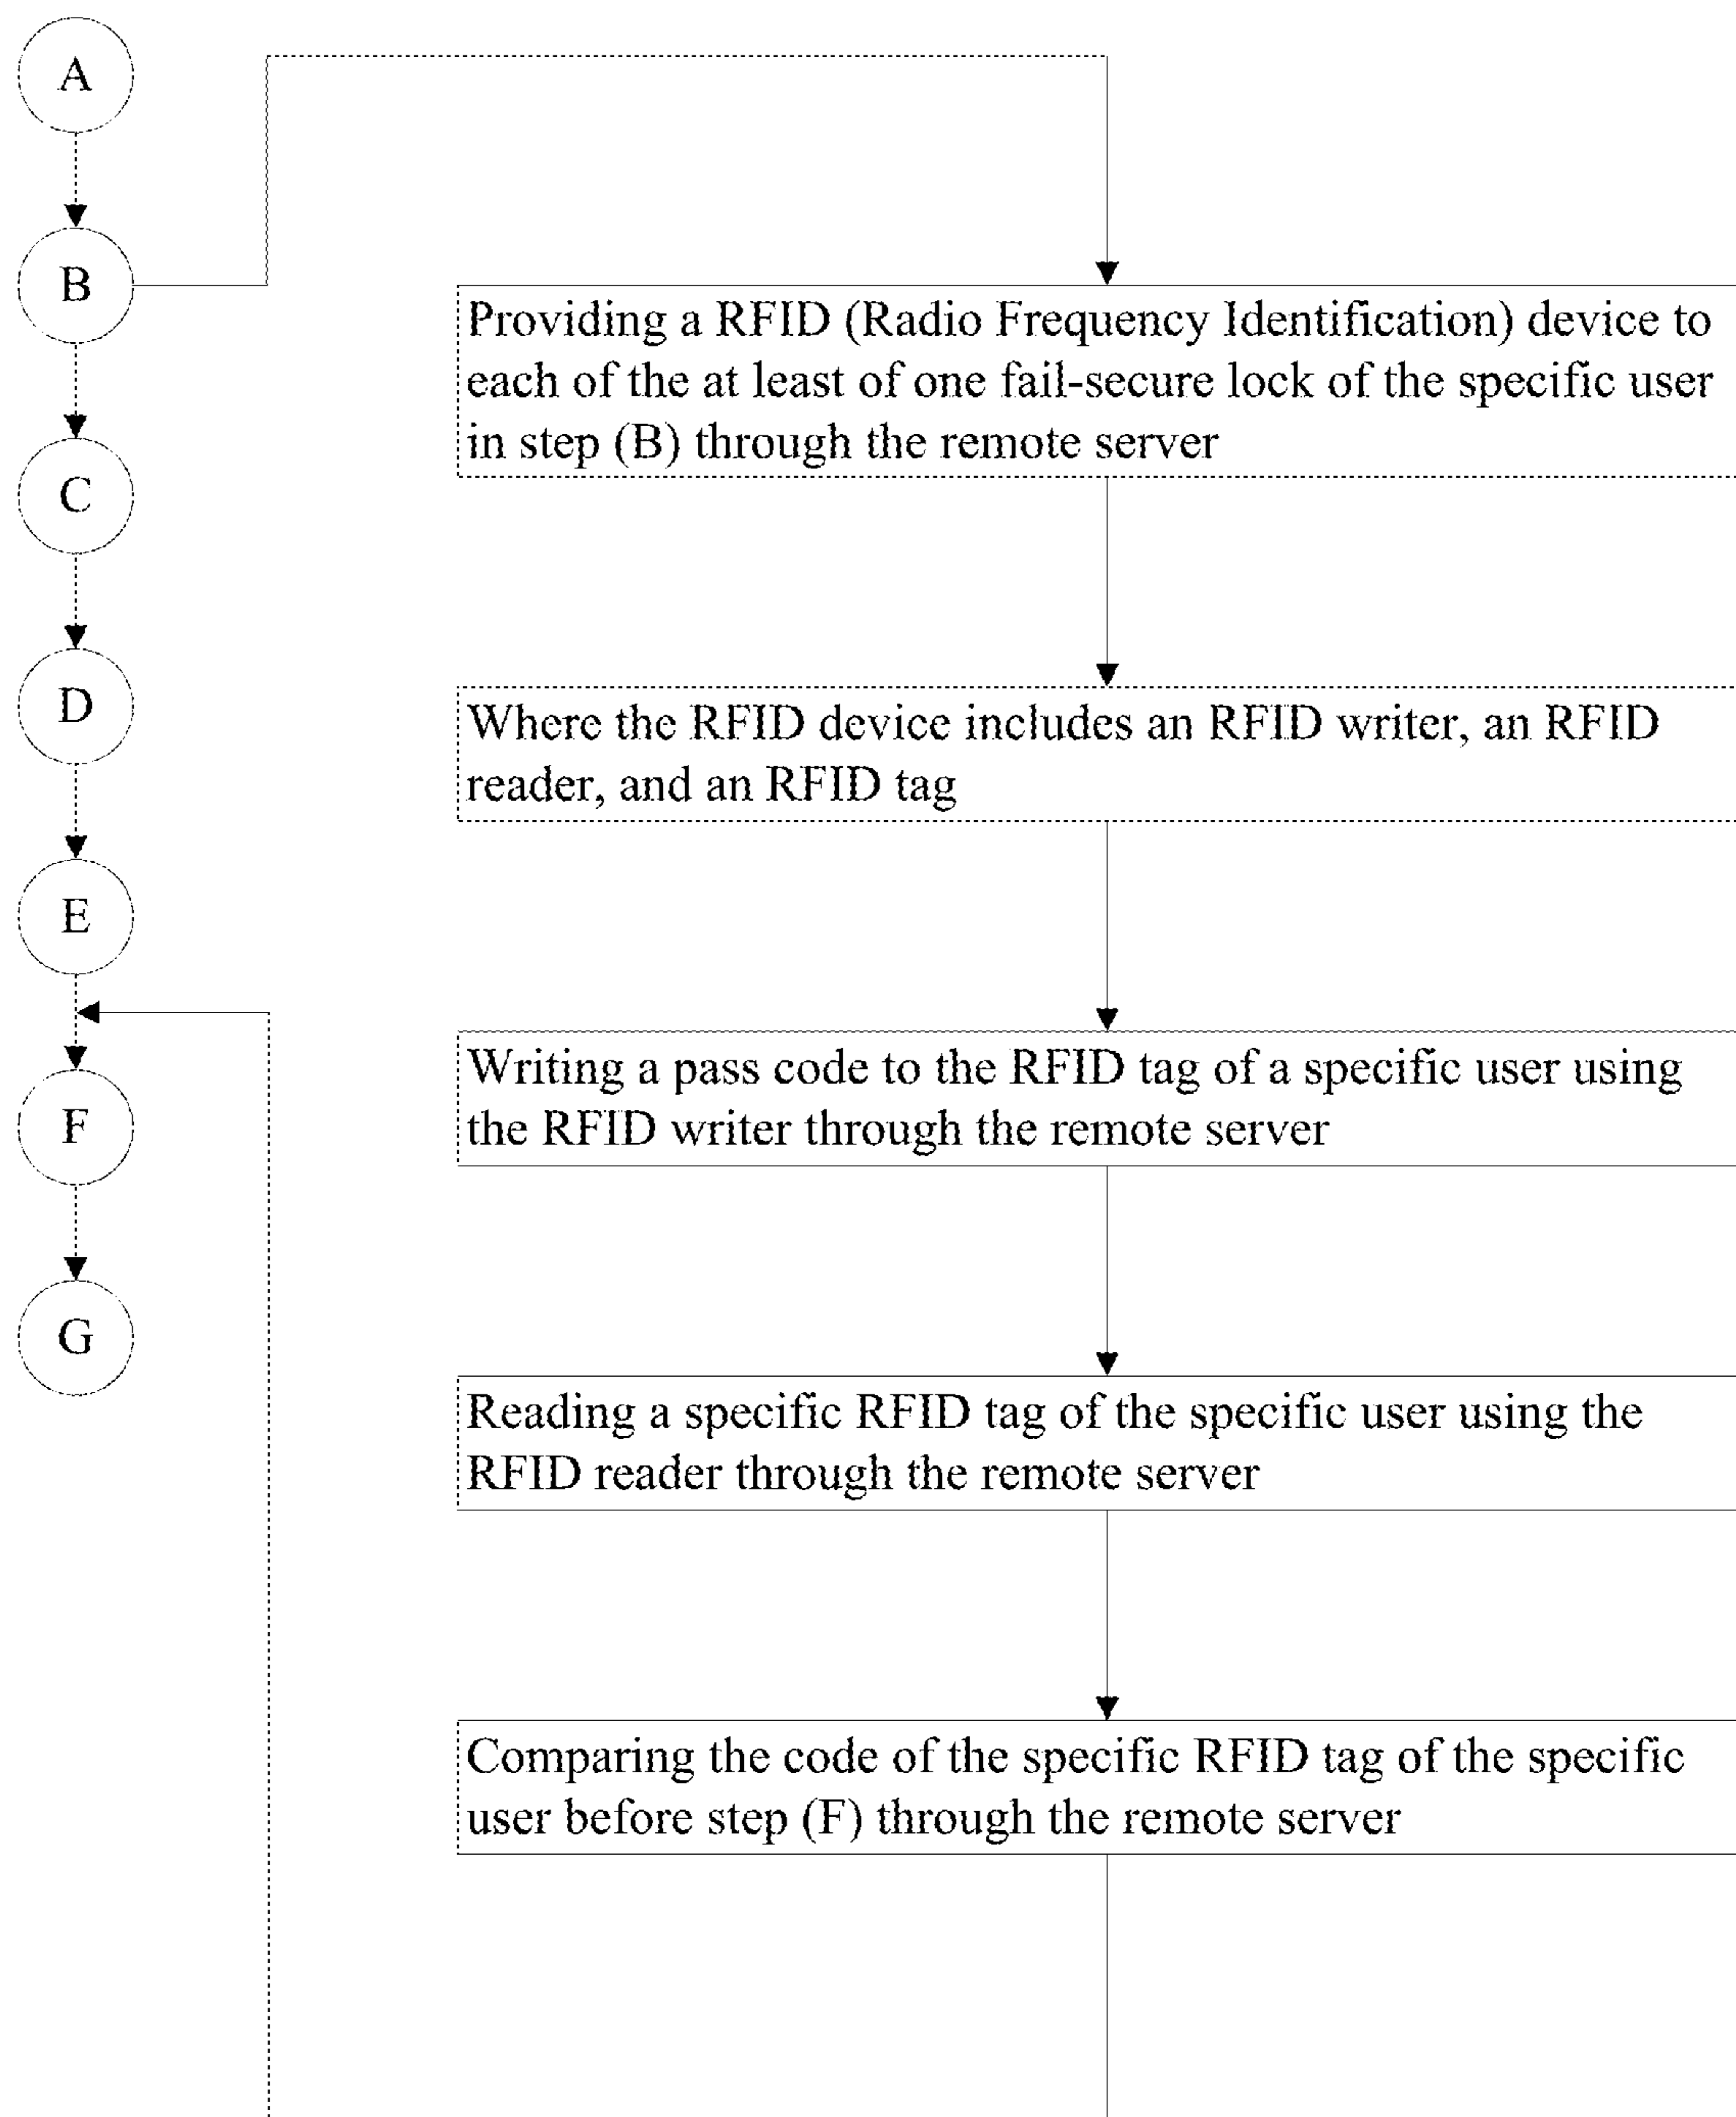 A
B
Providing a RFID (Radio Frequency Identification) device to
each of the at least of one fail-secure lock of the specific user
in step (B) through the remote server
C
D
Where the RFID device includes an RFID writer, an RFID
reader, and an RFID tag
E
Writing a pass code to the RFID tag of a specific user using
the RFID writer through the remote server
F
G
Reading a specific RFID tag of the specific user using the
RFID reader through the remote server
Comparing the code of the specific RFID tag of the specific
user before step (F) through the remote server